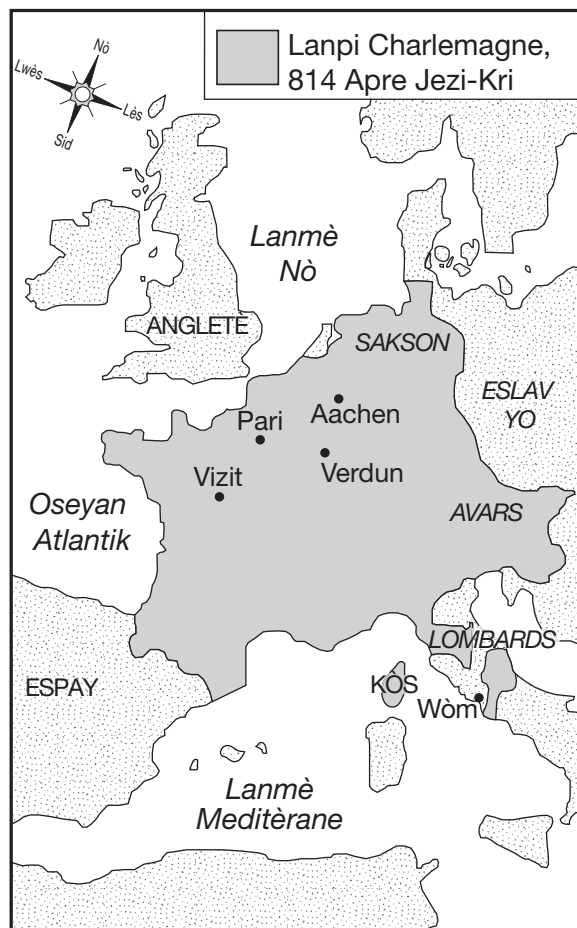 Lanpi Charlemagne,
814 Apre Jezi-Kri
Nò
Lwès
Lès
Sid
Lanmè
Nò
ANGLETÈ
SAKSON
ESLAV
YO
Aachen
Pari
Verdun
Vizit
Oseyan
Atlantik
AVARS
LOMBARDS
ESPAY
KÒS
Wòm
Lanmè
Meditèrane